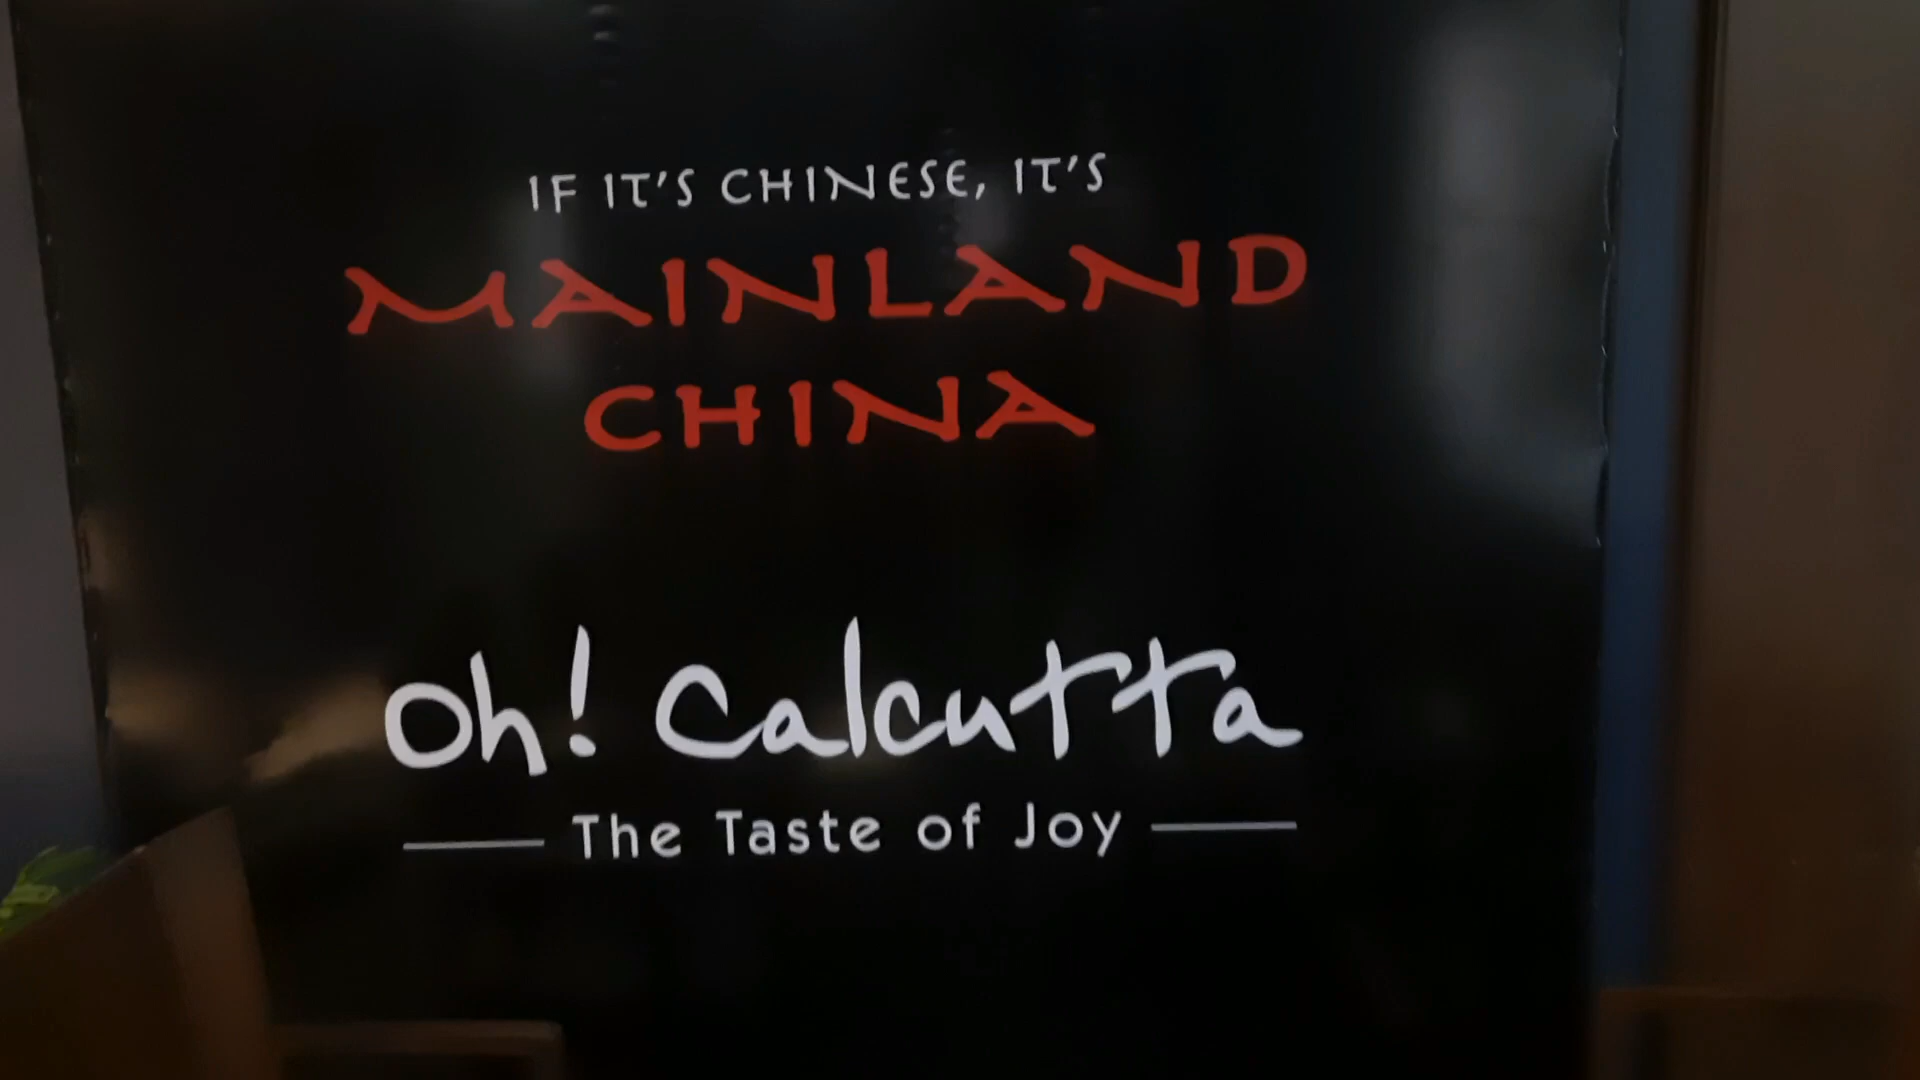 IF IT'S CHINESE, IT'S
MAINLAND
CHINA
Oh! Calcutta
The Taste of Joy